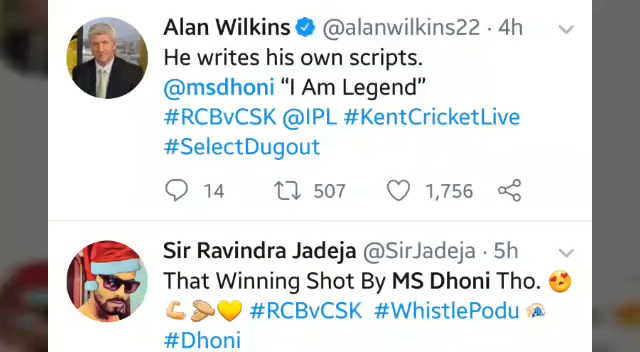 Alan Wilkins @alanwilkins22 · 4h
He writes his own scripts.
@msdhoni “I Am Legend”
#RCBvCSK @IPL #KentCricketLive
#SelectDugout
14 507 1,756
Sir Ravindra Jadeja @SirJadeja · 5h
That Winning Shot By MS Dhoni Tho. 😍
💪🏼👏🏼💛 #RCBvCSK #WhistlePodu
#Dhoni